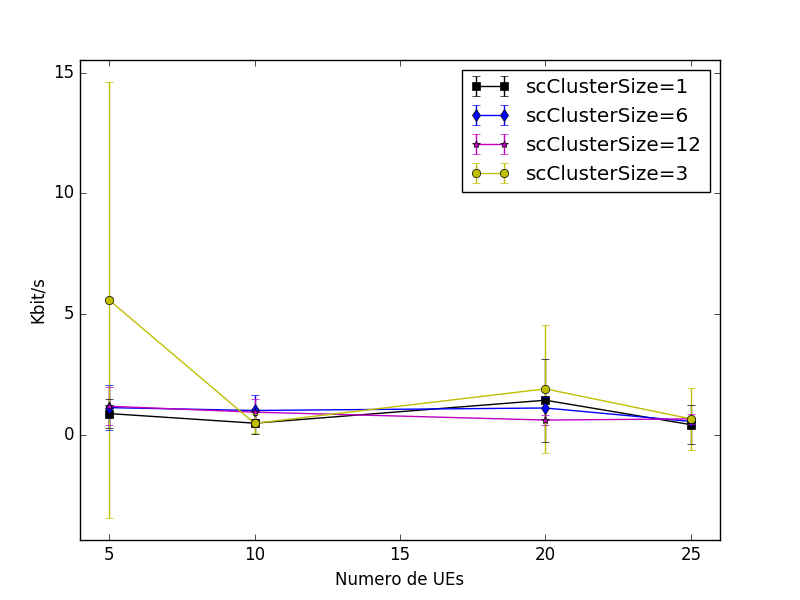 15
10
5
0
Kbit/s
scClusterSize=1
scClusterSize=6
scClusterSize=12
scClusterSize=3
5 10 15 20 25
Numero de UEs